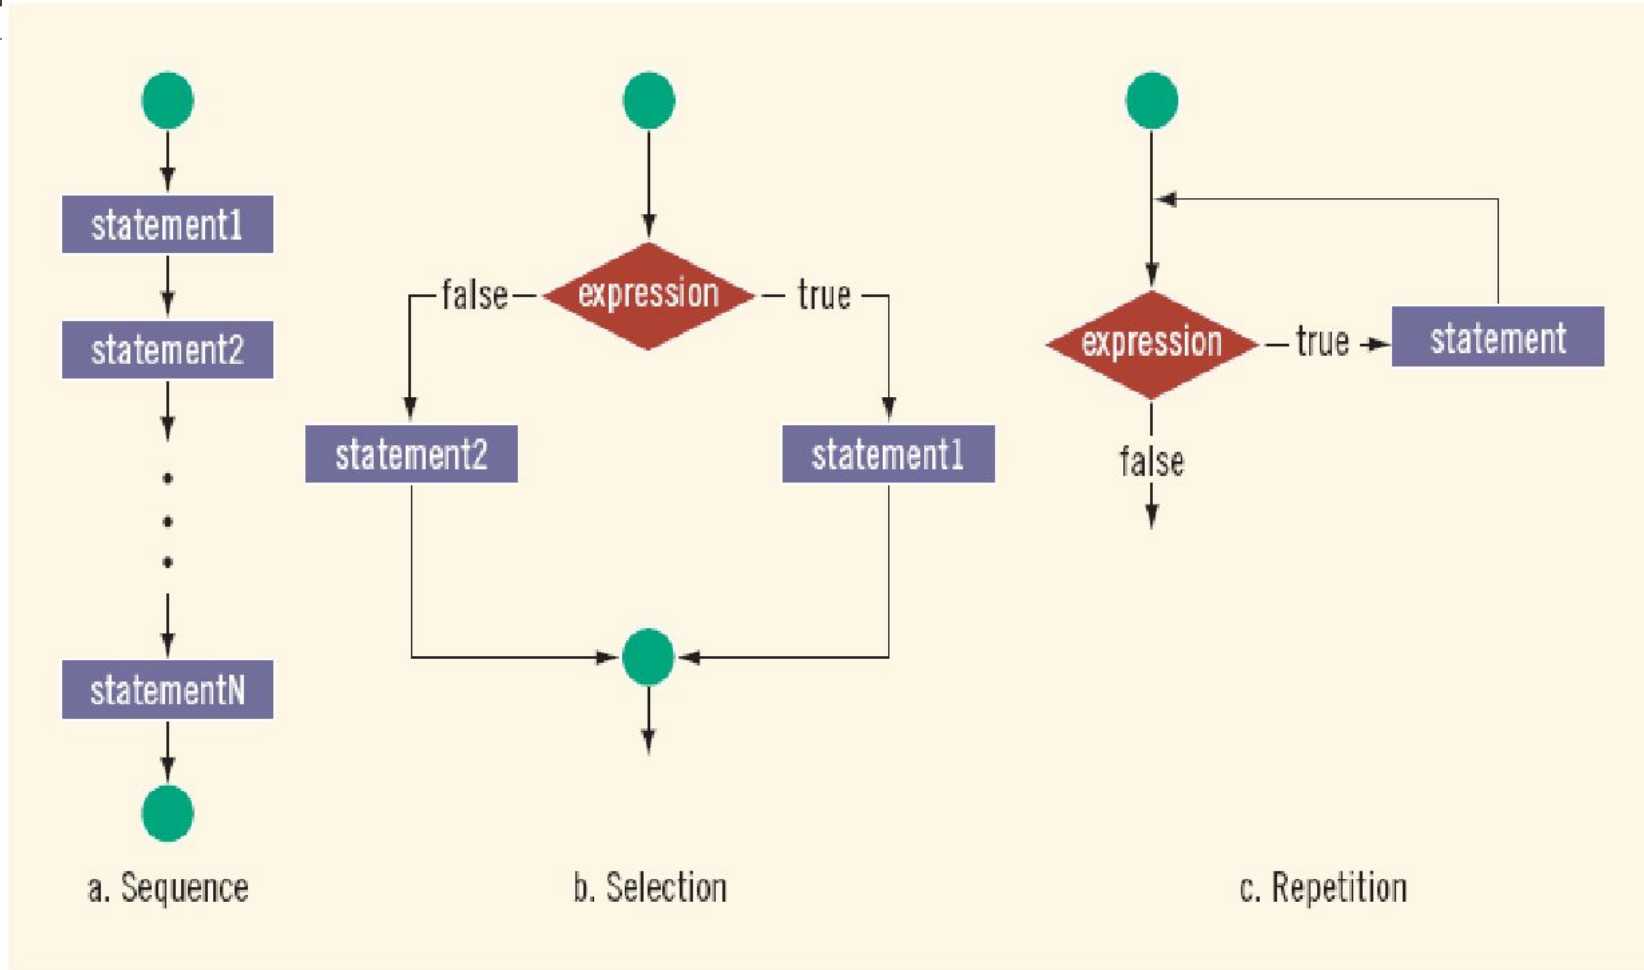 statement1
statement2
statementN
a. Sequence
expression
false
true
statement2
statement1
b. Selection
expression
true
statement
false
c. Repetition